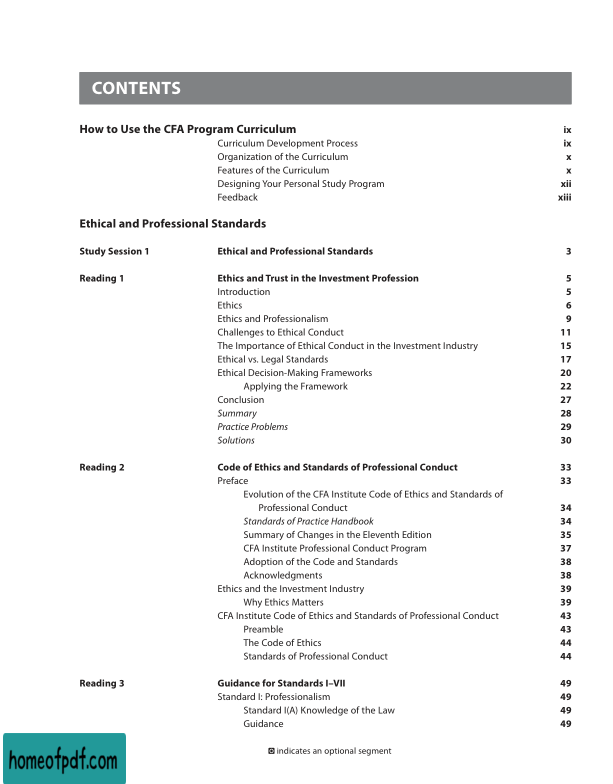 CONTENTS
How to Use the CFA Program Curriculum ix
Curriculum Development Process ix
Organization of the Curriculum x
Features of the Curriculum x
Designing Your Personal Study Program xii
Feedback xiii
Ethical and Professional Standards
Study Session 1 Ethical and Professional Standards 3
Reading 1 Ethics and Trust in the Investment Profession 5
Introduction 5
Ethics 6
Ethics and Professionalism 9
Challenges to Ethical Conduct 11
The Importance of Ethical Conduct in the Investment Industry 15
Ethical vs. Legal Standards 17
Ethical Decision-Making Frameworks 20
Applying the Framework 22
Conclusion 27
Summary 28
Practice Problems 29
Solutions 30
Reading 2 Code of Ethics and Standards of Professional Conduct 33
Preface 33
Evolution of the CFA Institute Code of Ethics and Standards of
Professional Conduct 34
Standards of Practice Handbook 34
Summary of Changes in the Eleventh Edition 35
CFA Institute Professional Conduct Program 37
Adoption of the Code and Standards 38
Acknowledgments 38
Ethics and the Investment Industry 39
Why Ethics Matters 39
CFA Institute Code of Ethics and Standards of Professional Conduct 43
Preamble 43
The Code of Ethics 44
Standards of Professional Conduct 44
Reading 3 Guidance for Standards I–VII 49
Standard I: Professionalism 49
Standard I(A) Knowledge of the Law 49
Guidance 49
indicates an optional segment
homeofpdf.com